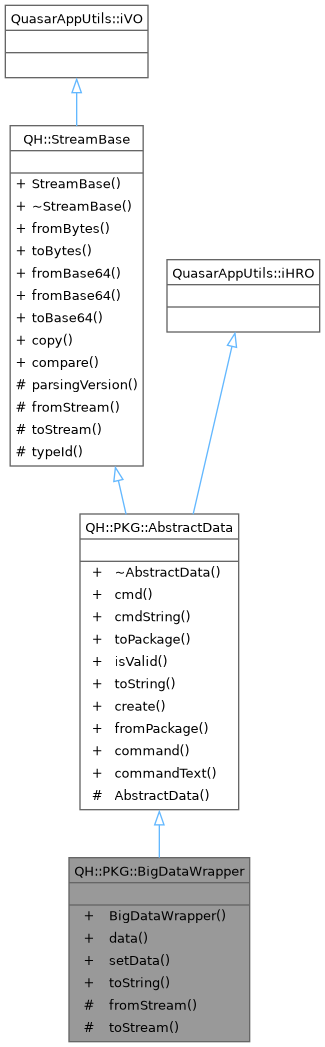 QuasarAppUtils::iVO
QH::StreamBase
+ StreamBase()
+ ~StreamBase()
+ fromBytes()
+ toBytes()
+ fromBase64()
+ fromBase64()
+ toBase64()
+ copy()
+ compare()
# parsingVersion()
# fromStream()
# toStream()
# typeId()
QuasarAppUtils::iHRO
QH::PKG::AbstractData
+ ~AbstractData()
+ cmd()
+ cmdString()
+ toPackage()
+ isValid()
+ toString()
+ create()
+ fromPackage()
+ command()
+ commandText()
# AbstractData()
QH::PKG::BigDataWrapper
+ BigDataWrapper()
+ data()
+ setData()
+ toString()
# fromStream()
# toStream()